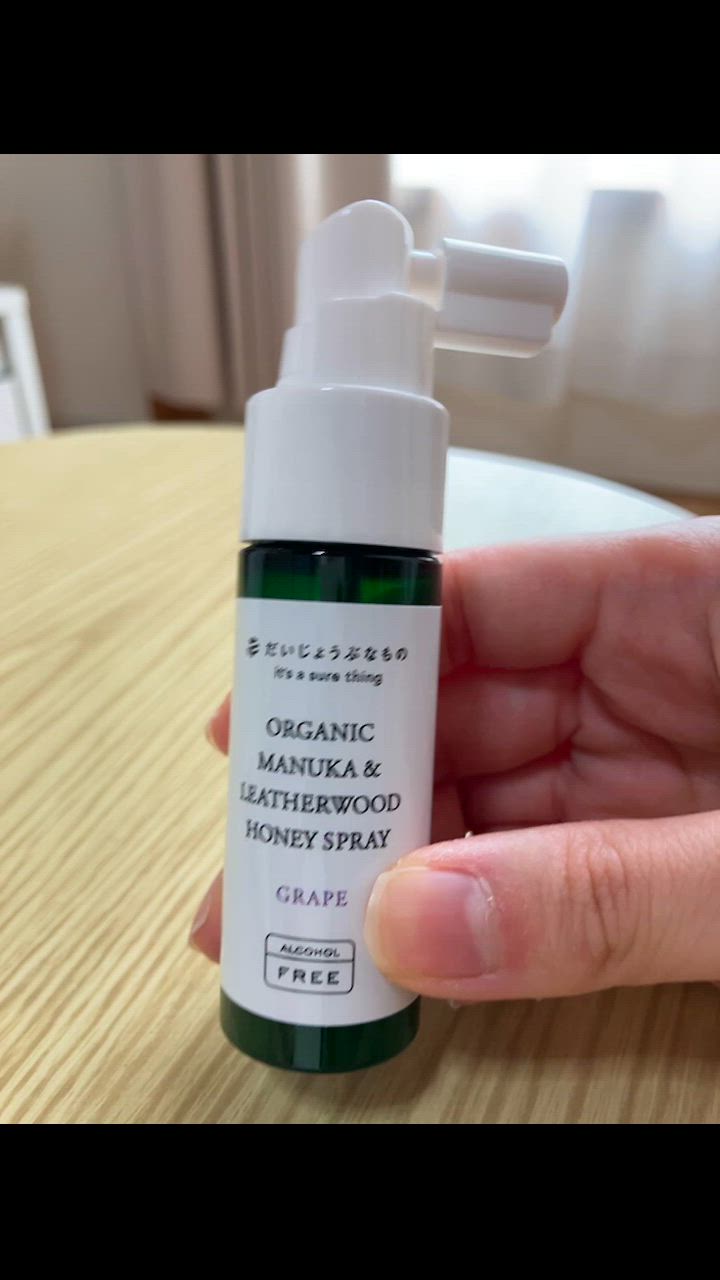 だいじょうぶなもの
it's a sure thing
ORGANIC
MANUKA &
LEATHERWOOD
HONEY SPRAY
GRAPE
ALCOHOL
FREE